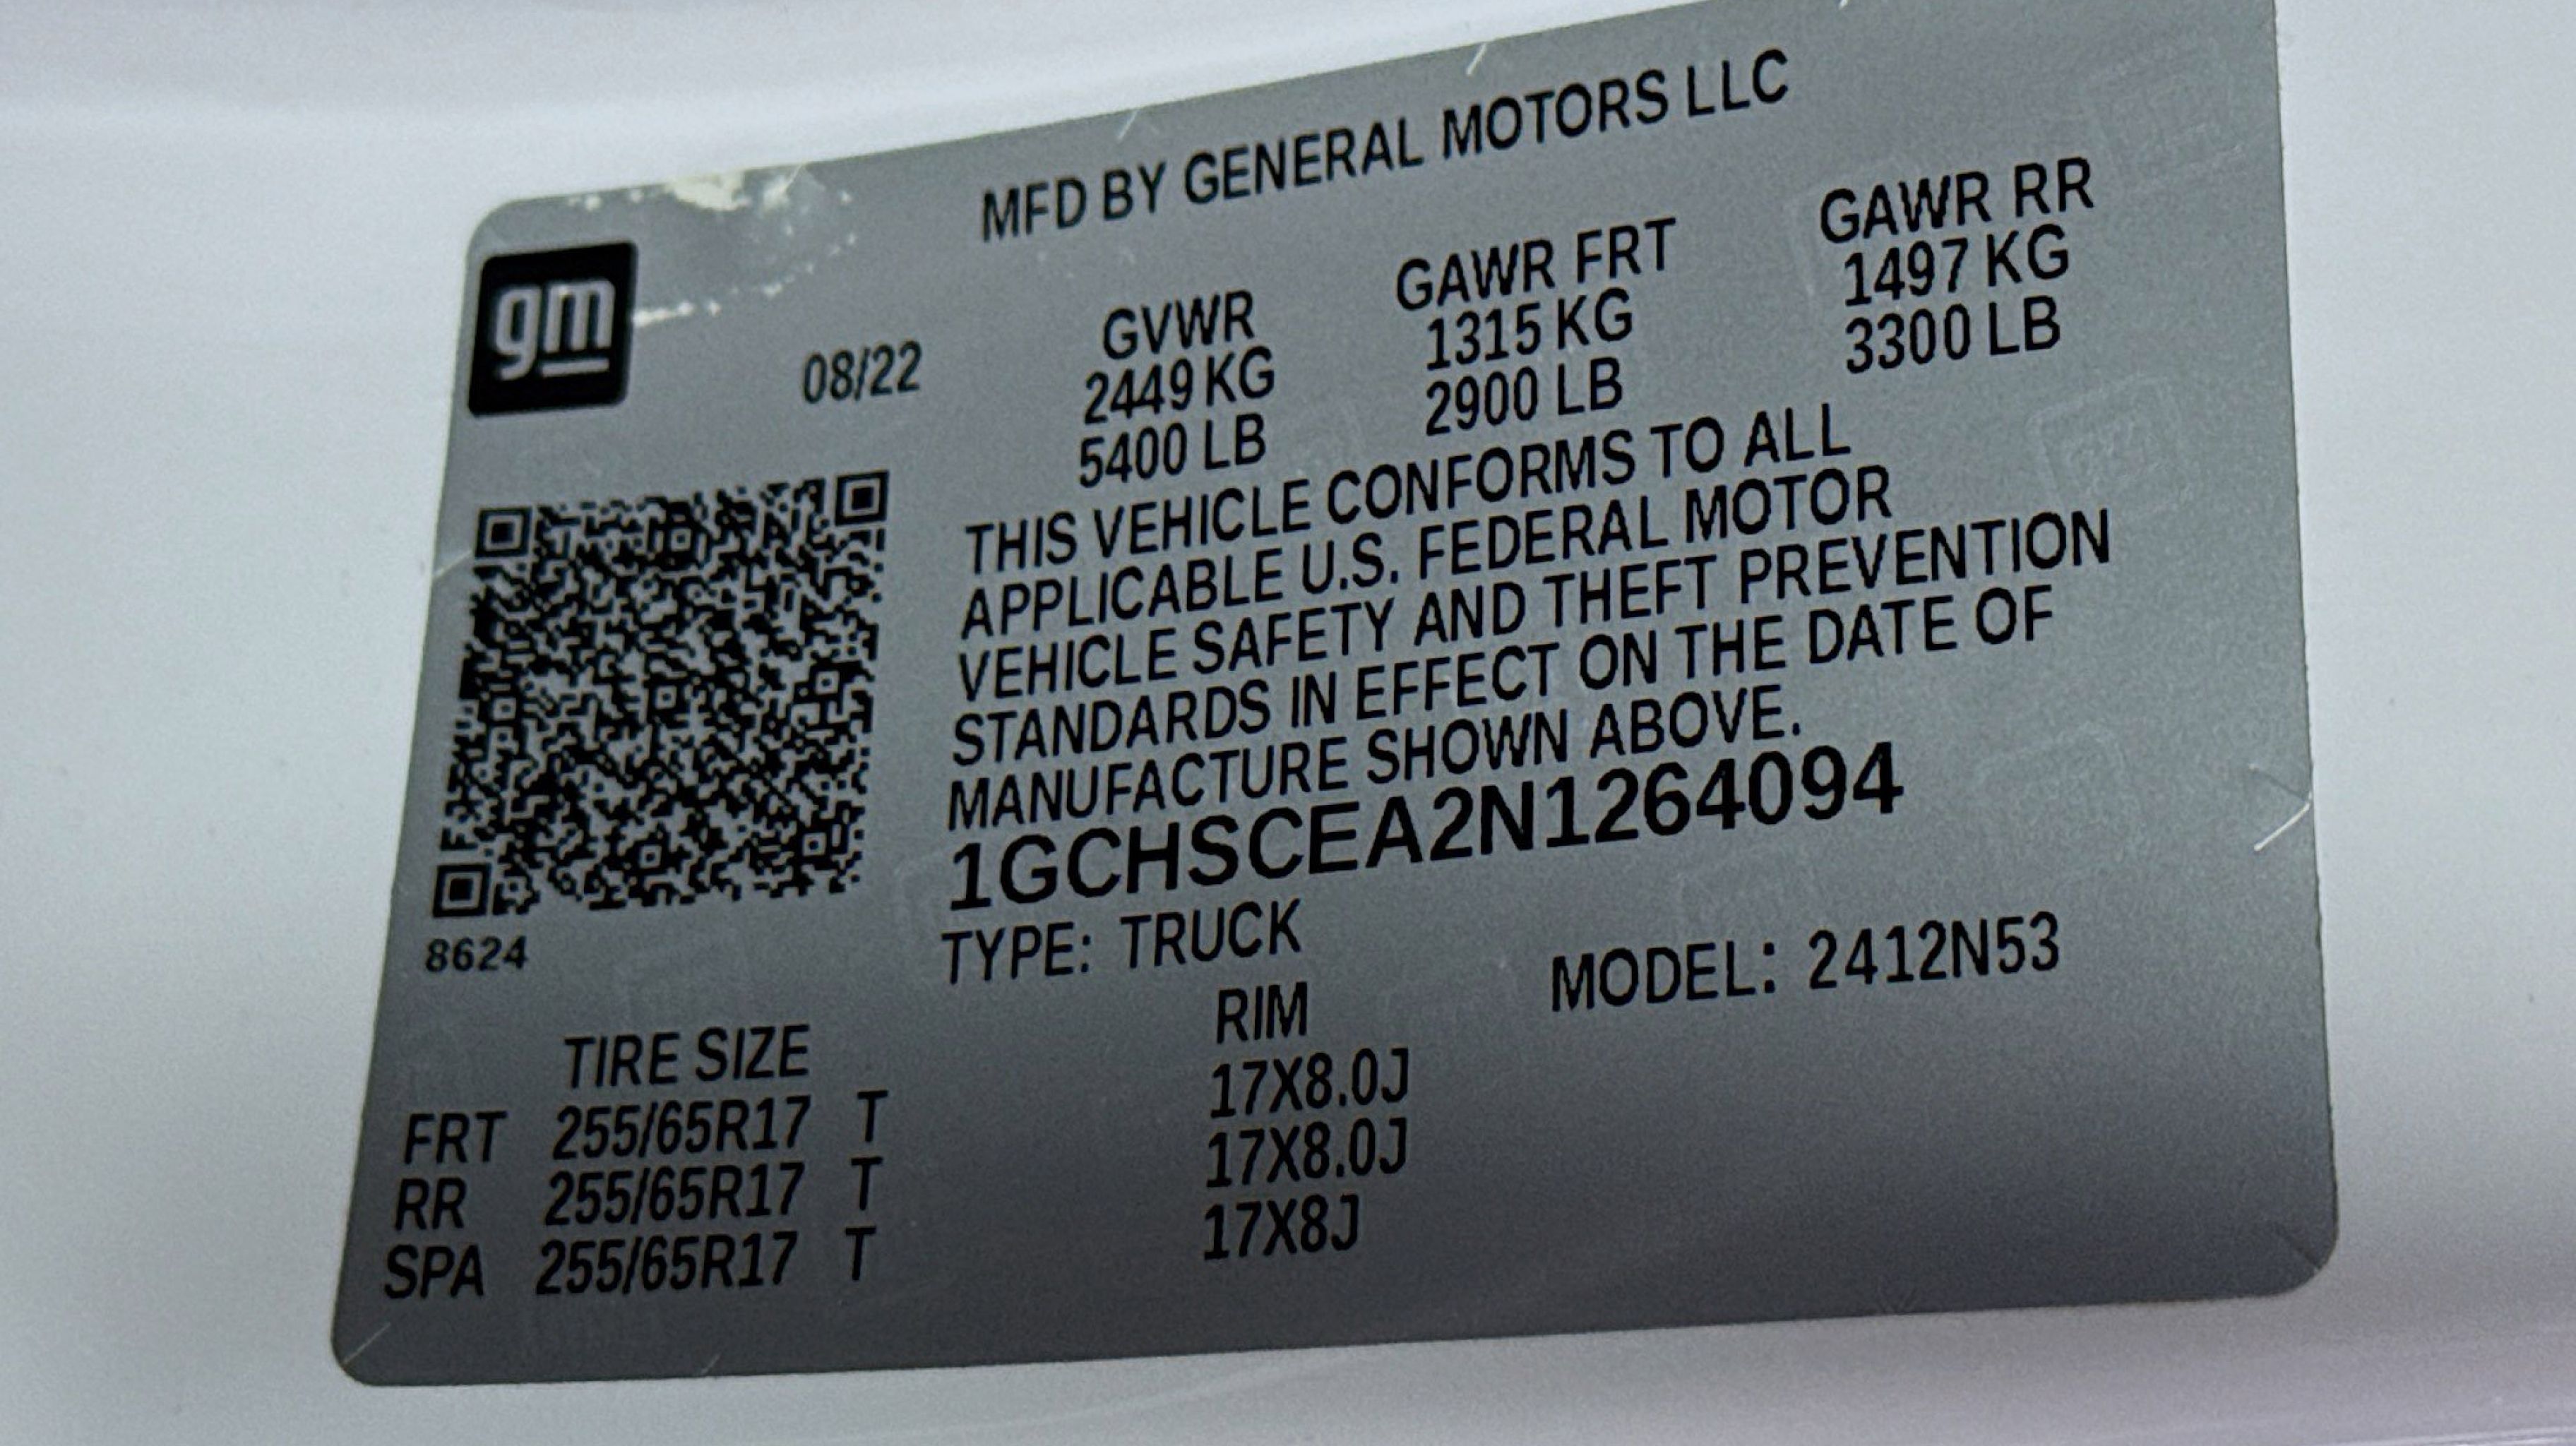 MFD BY GENERAL MOTORS LLC
gm
08/22
GVWR GAWR FRT GAWR RR
2449 KG 1315 KG 1497 KG
5400 LB 2900 LB 3300 LB
THIS VEHICLE CONFORMS TO ALL
APPLICABLE U.S. FEDERAL MOTOR
VEHICLE SAFETY AND THEFT PREVENTION
STANDARDS IN EFFECT ON THE DATE OF
MANUFACTURE SHOWN ABOVE.
1GCHSCEA2N1264094
8624
TYPE: TRUCK MODEL: 2412N53
TIRE SIZE RIM
FRT 255/65R17 T 17X8.0J
RR 255/65R17 T 17X8.0J
SPA 255/65R17 T 17X8J